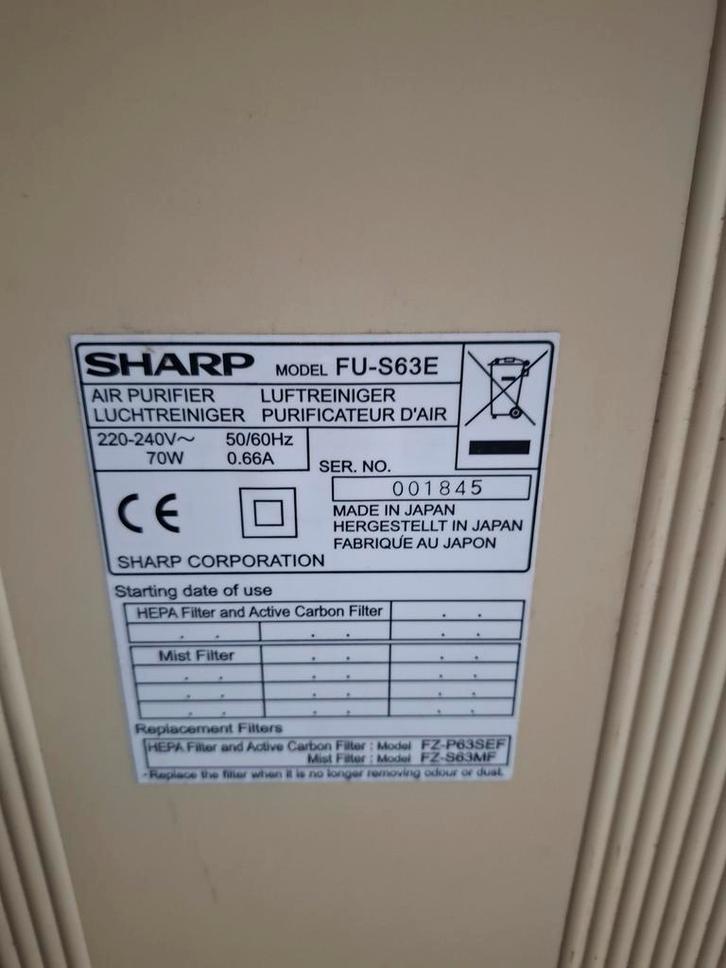 SHARP MODEL FU-S63E
AIR PURIFIER LUFTREINIGER
LUCHTREINIGER PURIFICATEUR D'AIR
220-240V~ 50/60Hz
70W 0.66A
SER. NO.
001845
MADE IN JAPAN
HERGESTELLT IN JAPAN
FABRIQUÍE AU JAPON
CE
SHARP CORPORATION
Starting date of use
HEPA Filter and Active Carbon Filter
Mist Filter
Replacement Filters
HEPA Filter and Active Carbon Filter : Model FZ-P63SEF
Mist Filter : Model FZ-S63MF
·Replace the filter when it is no longer removing odour or dust.